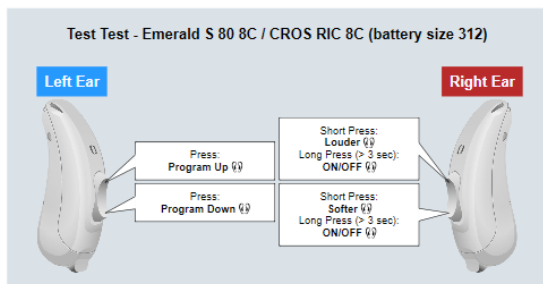 Test Test - Emerald S 80 8C / CROS RIC 8C (battery size 312)
Left Ear
Right Ear
Press:
Program Up
Press:
Program Down
Short Press:
Louder
Long Press (> 3 sec):
ON/OFF
Short Press:
Softer
Long Press (> 3 sec):
ON/OFF